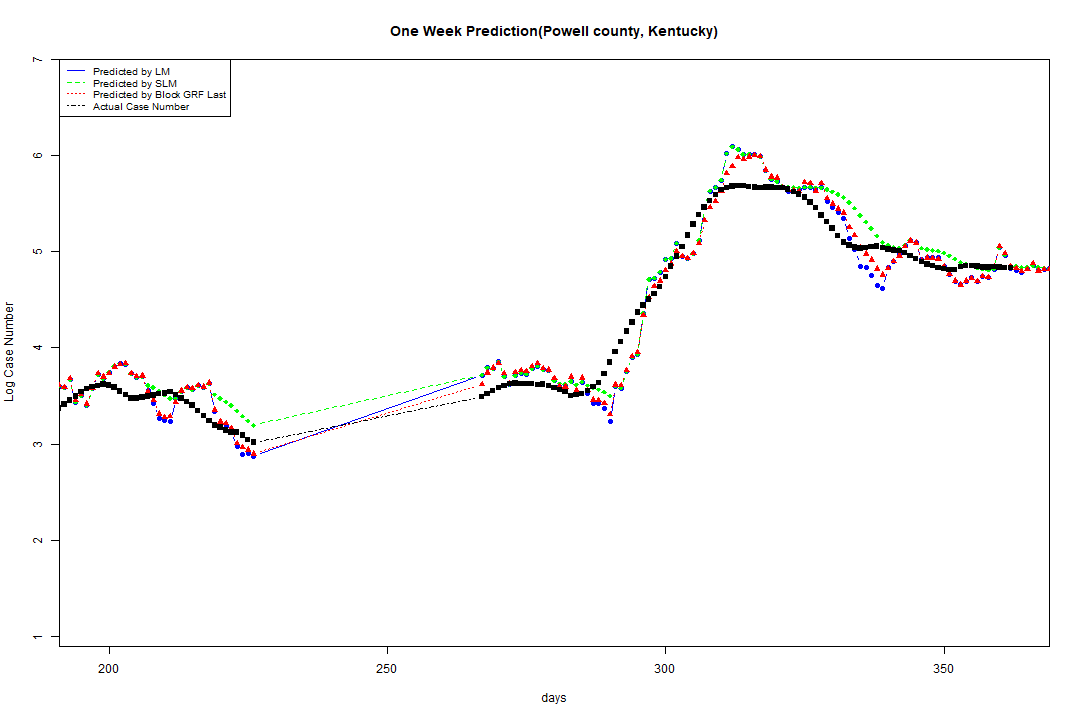 One Week Prediction(Powell county, Kentucky)
Predicted by LM
Predicted by SLM
Predicted by Block GRF Last
Actual Case Number
Log Case Number
7
6
5
4
3
2
1
200
250
300
350
days